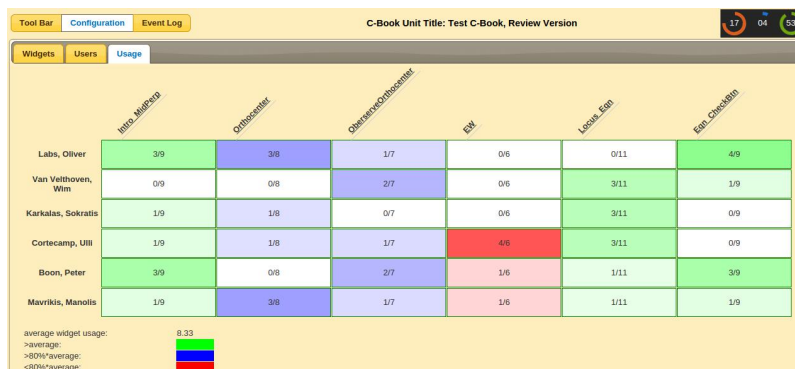 Tool Bar Configuration Event Log C-Book Unit Title: Test C-Book, Review Version 17 04 53
Widgets Users Usage
Intro_MidPerp Orthocenter OberserveOrthocenter EW Locus_Eqn Eqn_CheckBtn
Labs, Oliver 3/9 3/8 1/7 0/6 0/11 4/9
Van Velthoven, Wim 0/9 0/8 2/7 0/6 3/11 1/9
Karkalas, Sokratis 1/9 1/8 0/7 0/6 3/11 0/9
Cortecamp, Ulli 1/9 1/8 1/7 4/6 3/11 0/9
Boon, Peter 3/9 0/8 2/7 1/6 1/11 3/9
Mavrikis, Manolis 1/9 3/8 1/7 1/6 1/11 1/9
average widget usage: 8.33
>average:
>80%*average:
<80%*average: